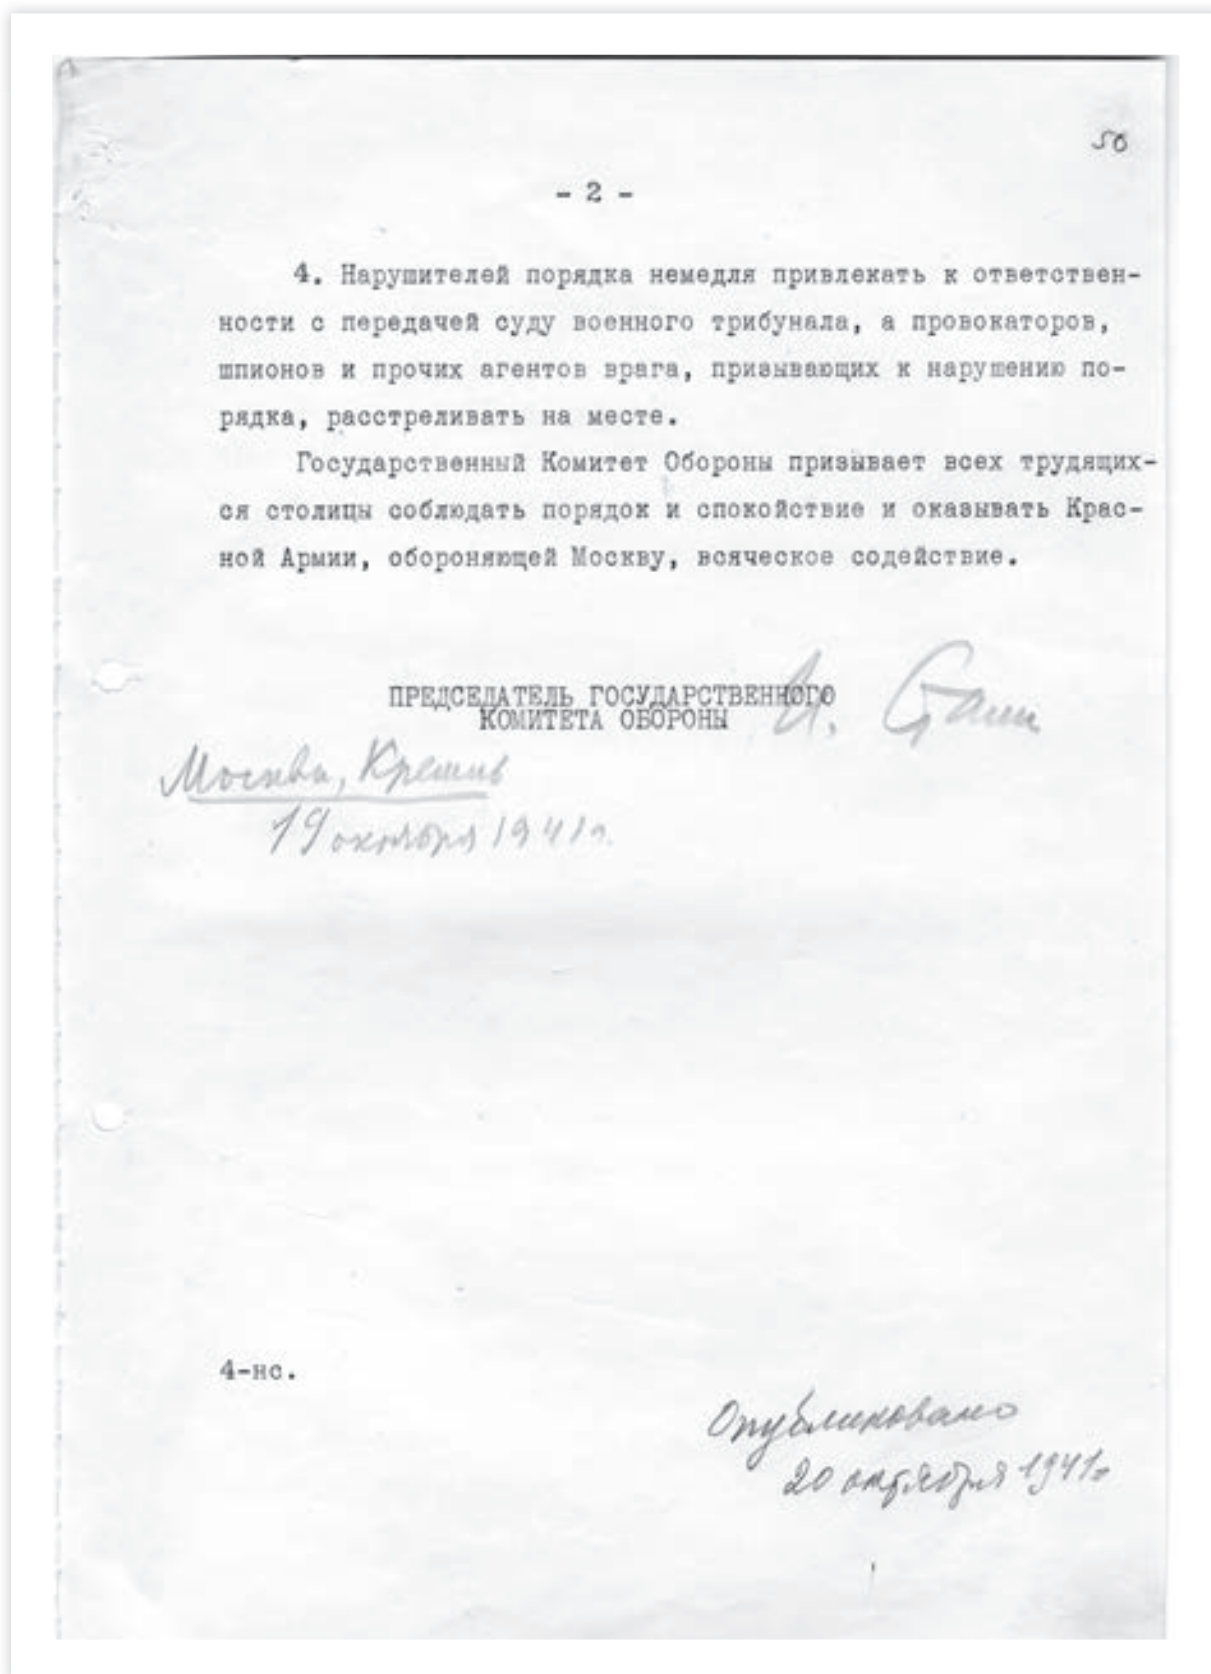 50
- 2 -
4. Нарушителей порядка немедля привлекать к ответствен-
ности с передачей суду военного трибунала, а провокаторов,
шпионов и прочих агентов врага, призывающих к нарушению по-
рядка, расстреливать на месте.
Государственный Комитет Обороны призывает всех трудящих-
ся столицы соблюдать порядок и спокойствие и оказывать Крас-
ной Армии, обороняющей Москву, всяческое содействие.
ПРЕДСЕДАТЕЛЬ ГОСУДАРСТВЕННОГО
КОМИТЕТА ОБОРОНЫ И. Сталин
Москва, Кремль
19 октября 1941 г.
4-нс.
Опубликовано
20 октября 1941г